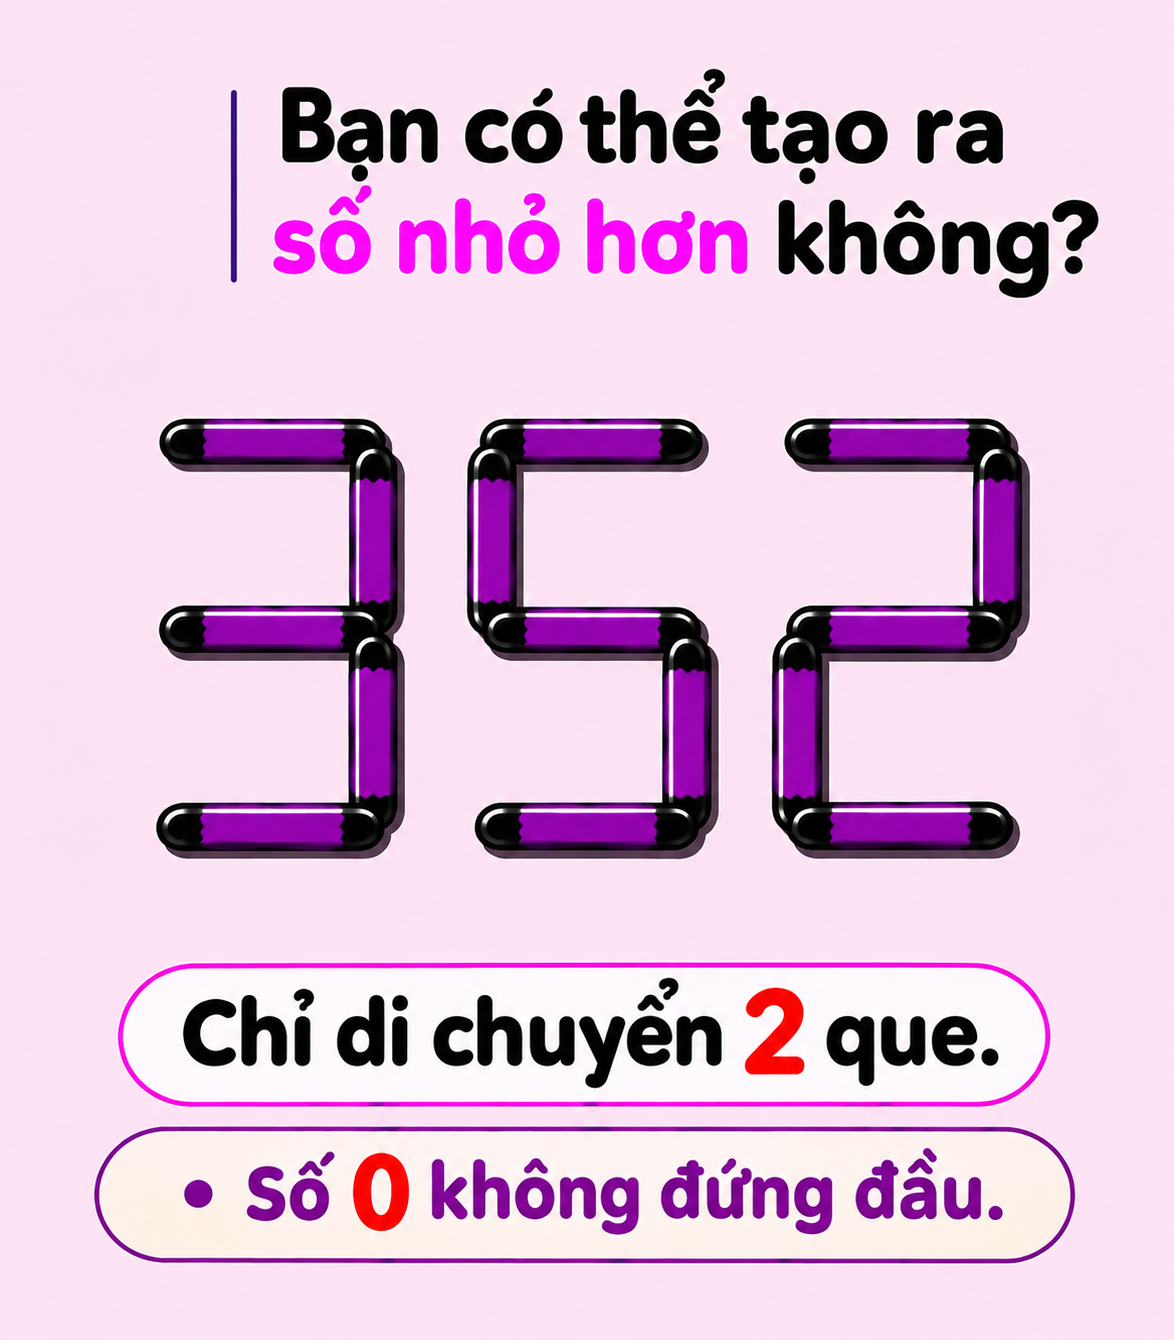 Bạn có thể tạo ra
số nhỏ hơn không?
352
Chỉ di chuyển 2 que.
• Số 0 không đứng đầu.